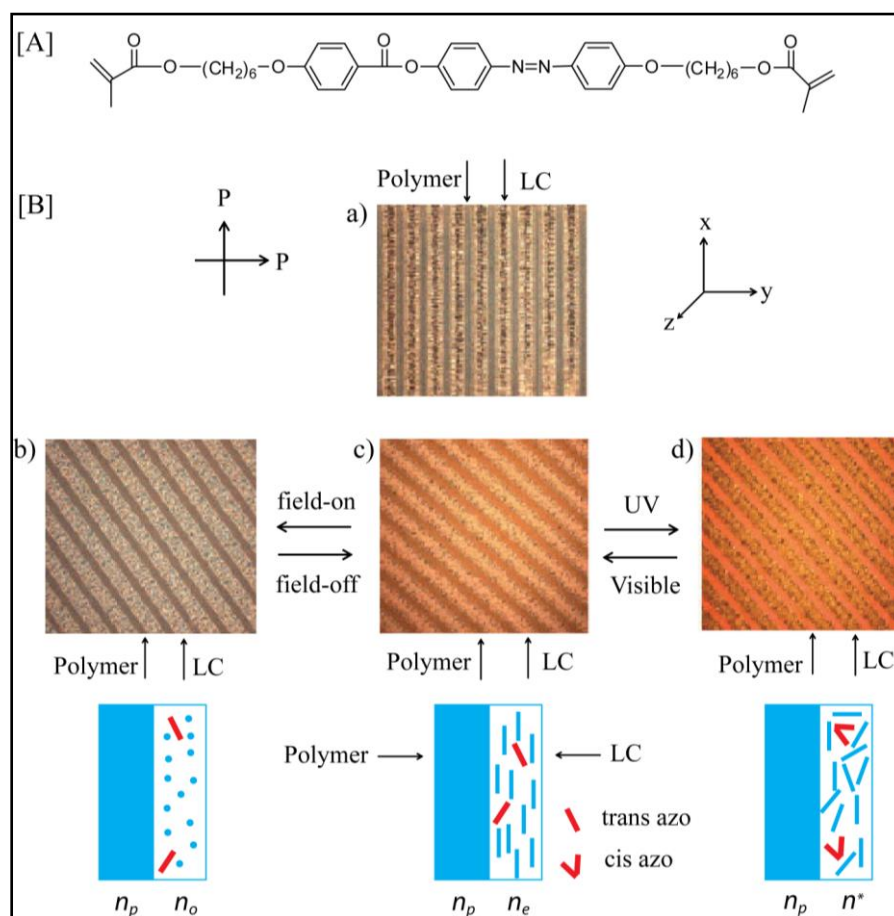 [A]
O
O
(CH2)6
O
O
O
N=N
O
(CH2)6
O
O
[B]
P
P
Polymer
LC
a)
x
y
z
b)
c)
d)
field-on
field-off
UV
Visible
Polymer
LC
Polymer
LC
Polymer
LC
Polymer
LC
trans azo
cis azo
np no
np ne
np n*